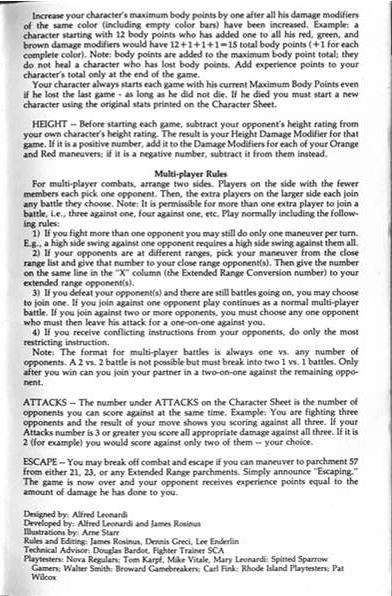 Increase your character's maximum body points by one after all his damage modifiers
of the same color (including empty color bars) have been increased. Example: a
character starting with 12 body points who has added one to all his red, green, and
brown damage modifiers would have 12+1+1+1=15 total body points (+1 for each
complete color). Note: body points are added to the maximum body point total; they
do not heal a character who has lost body points. Add experience points to your
character's total only at the end of the game.
Your character always starts each game with his current Maximum Body Points even
if he lost the last game - as long as he did not die. If he died you must start a new
character using the original stats printed on the Character Sheet.
HEIGHT -- Before starting each game, subtract your opponent's height rating from
your own character's height rating. The result is your Height Damage Modifier for that
game. If it is a positive number, add it to the Damage Modifiers for each of your Orange
and Red maneuvers; if it is a negative number, subtract it from them instead.
Multi-player Rules
For multi-player combats, arrange two sides. Players on the side with the fewer
members each pick one opponent. Then, the extra players on the larger side each join
any battle they choose. Note: It is permissible for more than one extra player to join a
battle, i.e., three against one, four against one, etc. Play normally including the follow-
ing rules:
1) If you fight more than one opponent you may still do only one maneuver per turn.
E.g., a high side swing against one opponent requires a high side swing against them all.
2) If your opponents are at different ranges, pick your maneuver from the close
range list and give that number to your close range opponent(s). Then give the number
on the same line in the "X" column (the Extended Range Conversion number) to your
extended range opponent(s).
3) If you defeat your opponent(s) and there are still battles going on, you may choose
to join one. If you join against one opponent play continues as a normal multi-player
battle. If you join against two or more opponents, you must choose any one opponent
who must then leave his attack for a one-on-one against you.
4) If you receive conflicting instructions from your opponents, do only the most
restricting instruction.
Note: The format for multi-player battles is always one vs. any number of
opponents. A 2 vs. 2 battle is not possible but must break into two 1 vs. 1 battles. Only
after you win can you join your partner in a two-on-one against the remaining oppo-
nent.
ATTACKS -- The number under ATTACKS on the Character Sheet is the number of
opponents you can score against at the same time. Example: You are fighting three
opponents and the result of your move shows you scoring against all three. If your
Attacks number is 3 or greater you score all appropriate damage against all three. If it is
2 (for example) you would score against only two of them -- your choice.
ESCAPE -- You may break off combat and escape if you can maneuver to parchment 57
from either 21, 23, or any Extended Range parchments. Simply announce "Escaping."
The game is now over and your opponent receives experience points equal to the
amount of damage he has done to you.
Designed by: Alfred Leonardi
Developed by: Alfred Leonardi and James Rosinus
Illustrations by: Arne Starr
Rules and Editing: James Rosinus, Dennis Greci, Lee Enderlin
Technical Advisor: Douglas Bardot, Fighter Trainer SCA
Playtesters: Nova Regulars; Tom Karpf, Mike Vitale, Mary Leonardi: Spitted Sparrow
Gamers; Walter Smith: Broward Gamebreakers; Carl Fink: Rhode Island Playtesters; Pat
Wilcox